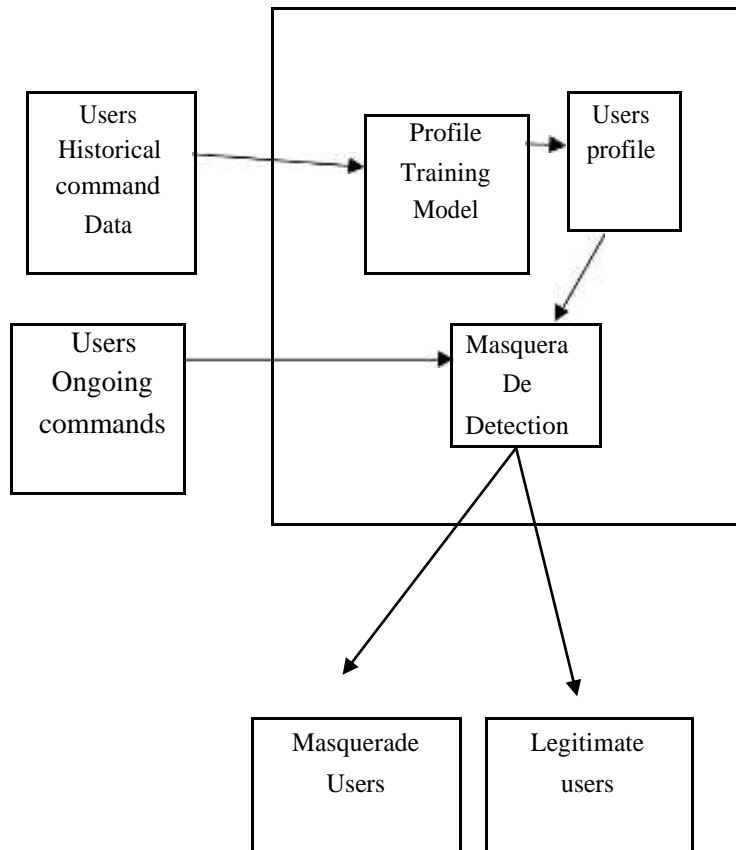 Users
Historical
command
Data
Profile
Training
Model
Users
profile
Users
Ongoing
commands
Masquera
De
Detection
Masquerade
Users
Legitimate
users